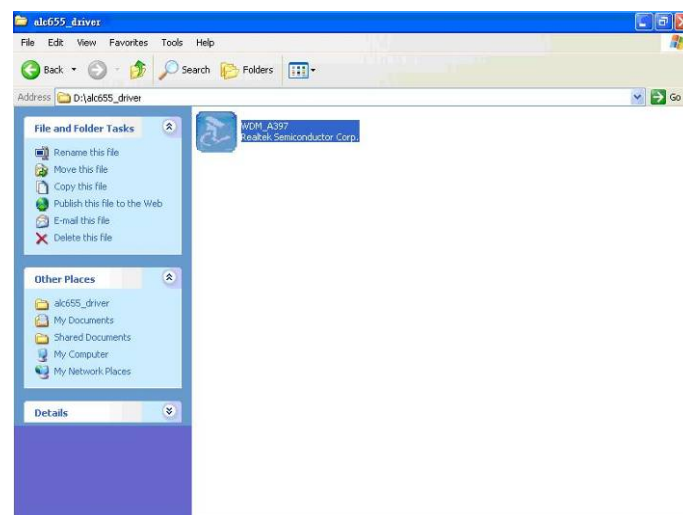 alc655_driver
File Edit View Favorites Tools Help
Back Search Folders
Address D:\alc655_driver Go
File and Folder Tasks
Rename this file
Move this file
Copy this file
Publish this file to the Web
E-mail this file
Delete this file
Other Places
alc655_driver
My Documents
Shared Documents
My Computer
My Network Places
Details
WDM_A397
Realtek Semiconductor Corp.